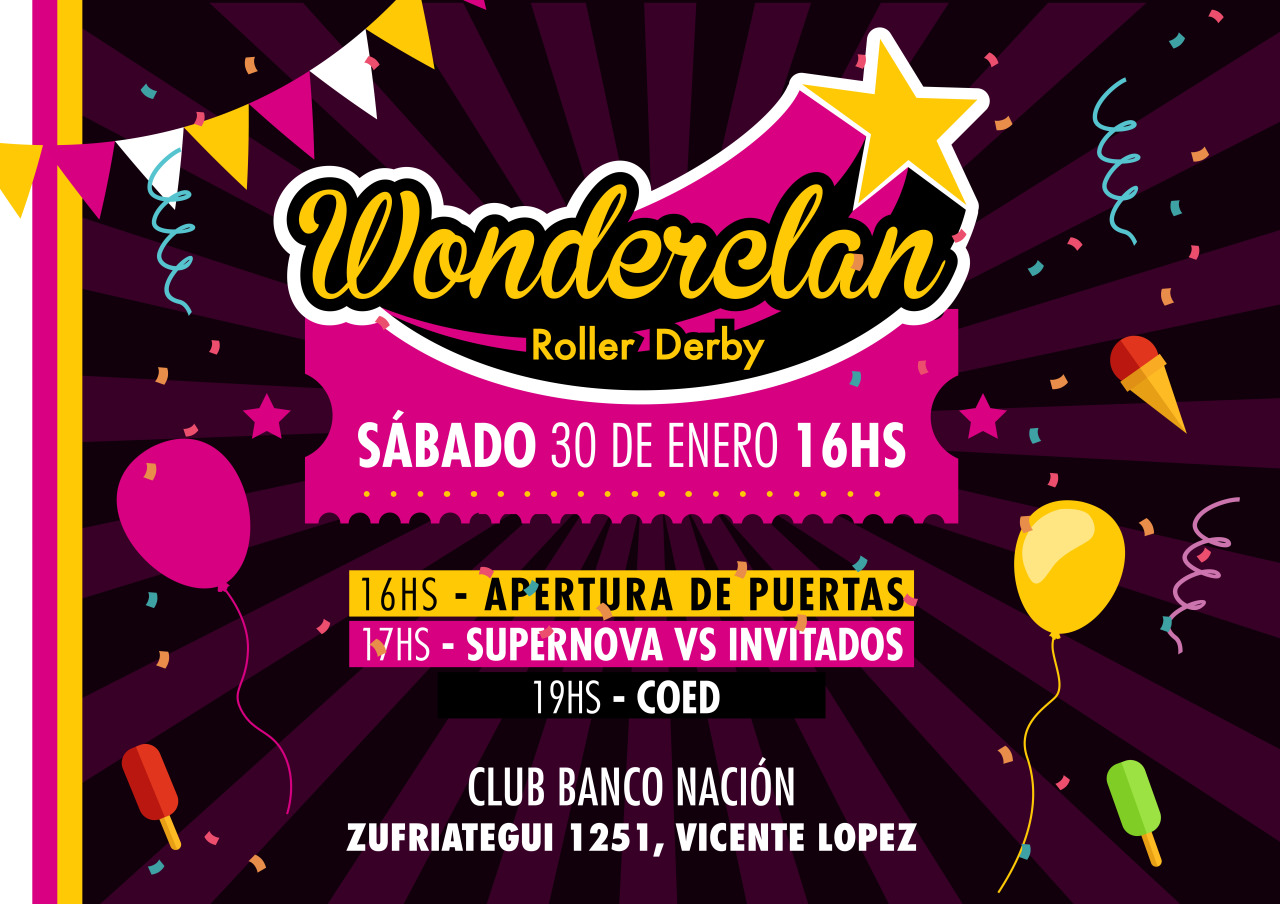 Wonderclan
Roller Derby
SÁBADO 30 DE ENERO 16HS
16HS - APERTURA DE PUERTAS
17HS - SUPERNOVA VS INVITADOS
19HS - COED
CLUB BANCO NACIÓN
ZUFRIATEGUI 1251, VICENTE LOPEZ